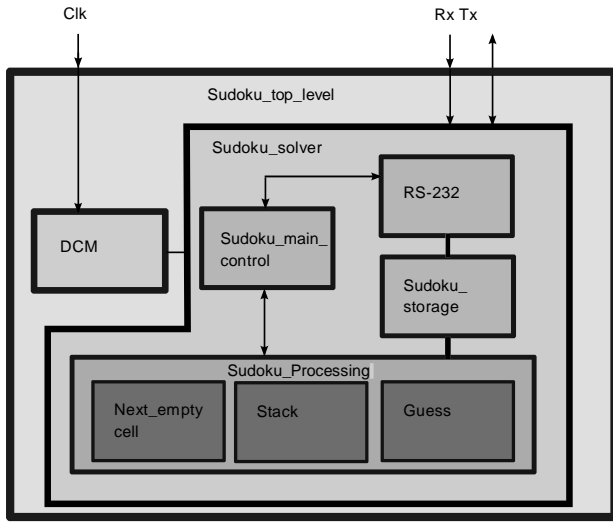 Clk
Rx Tx
Sudoku_top_level
Sudoku_solver
RS-232
DCM
Sudoku_main_
control
Sudoku_
storage
Sudoku_Processing
Next_empty
cell
Stack
Guess